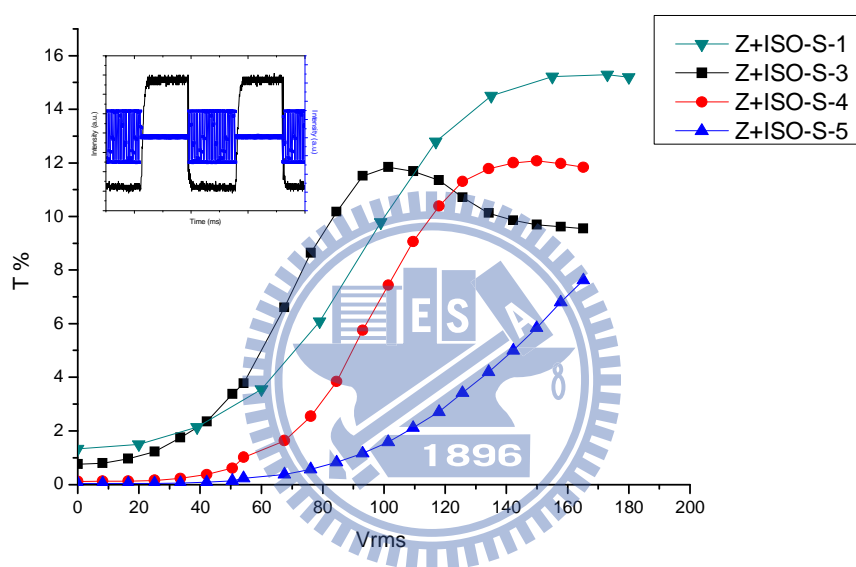 Z+ISO-S-1
Z+ISO-S-3
Z+ISO-S-4
Z+ISO-S-5
16
14
12
10
8
6
4
2
0
T %
0 20 40 60 80 100 120 140 160 180 200
Vrms
Intensity (a.u.)
Intensity (a.u)
Time (ms)
E S A
1896